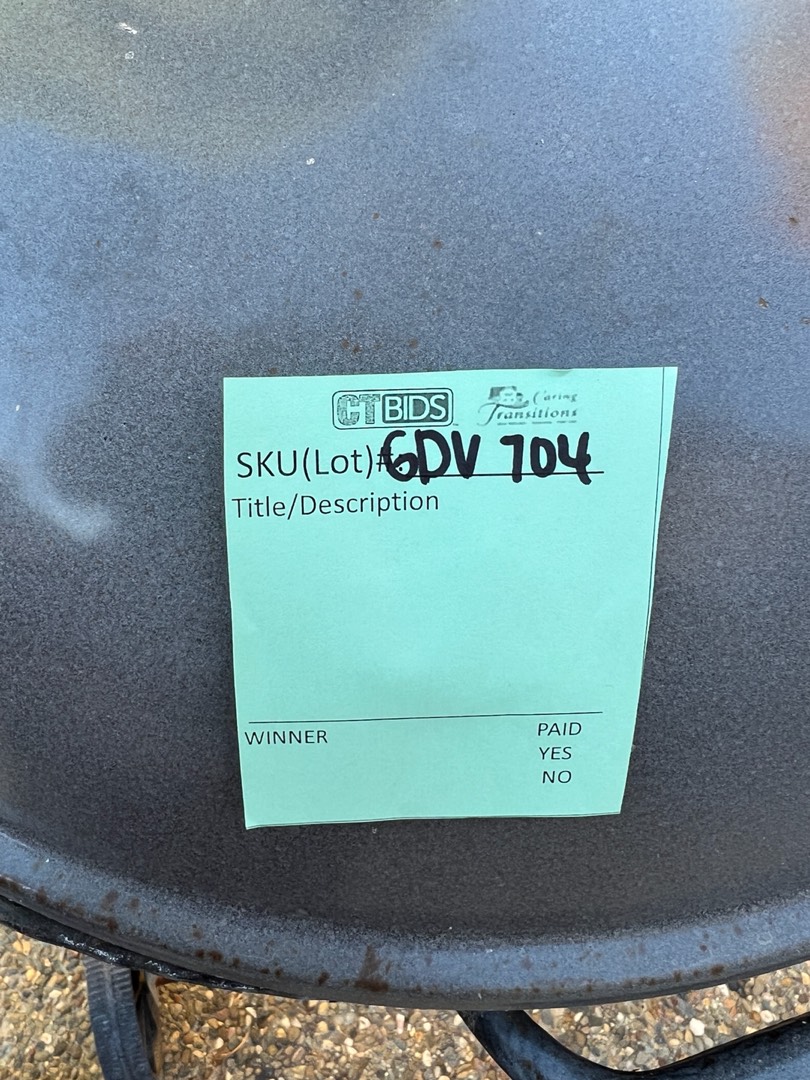 CTBIDS
Caring
Transitions
SKU(Lot)#: GDV 704
Title/Description
WINNER
PAID
YES
NO